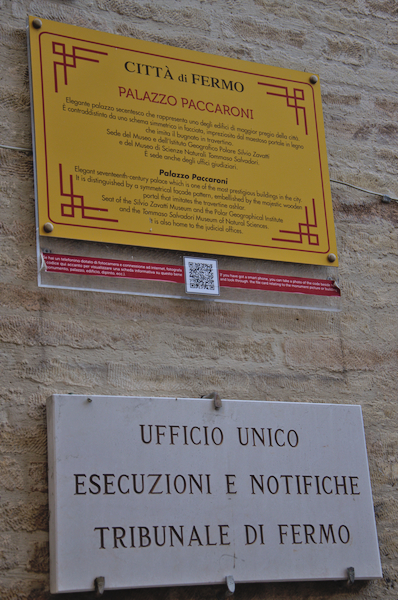 CITTÀ di FERMO
PALAZZO PACCARONI
Elegante palazzo secentesco che rappresenta uno degli edifici di maggior pregio della città.
È contraddistinto da uno schema simmetrico in facciata, impreziosito dal maestoso portale in legno
che imita il bugnato in travertino.
Sede del Museo e dell'Istituto Geografico Polare Silvio Zavatti
e del Museo di Scienze Naturali Tommaso Salvadori
È sede anche degli uffici giudiziari.
Palazzo Paccaroni
Elegant seventeenth-century palace which is one of the most prestigious buildings in the city.
It is distinguished by a symmetrical façade pattern, embellished by the majestic wooden
portal that imitates the travertine ashlar.
Seat of the Silvio Zavatti Museum and the Polar Geographical Institute
and the Tommaso Salvadori Museum of Natural Sciences,
it is also home to the judicial offices.
UFFICIO UNICO
ESECUZIONI E NOTIFICHE
TRIBUNALE DI FERMO